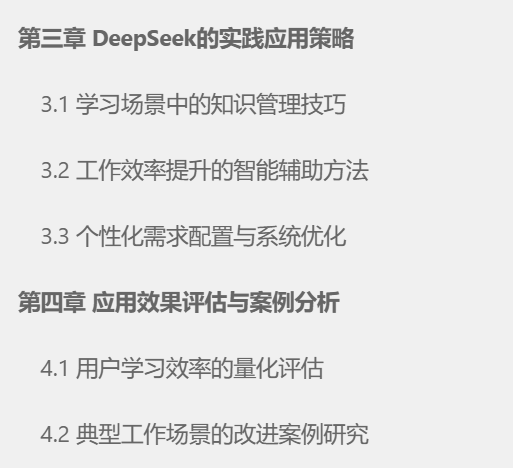 第三章 DeepSeek的实践应用策略
3.1 学习场景中的知识管理技巧
3.2 工作效率提升的智能辅助方法
3.3 个性化需求配置与系统优化
第四章 应用效果评估与案例分析
4.1 用户学习效率的量化评估
4.2 典型工作场景的改进案例研究